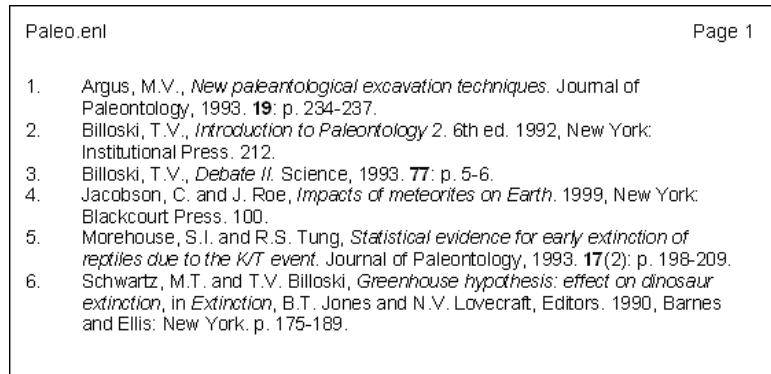 Paleo.enl Page 1
1. Argus, M.V., New paleantological excavation techniques. Journal of
Paleontology, 1993. 19: p. 234-237.
2. Billoski, T.V., Introduction to Paleontology 2. 6th ed. 1992, New York:
Institutional Press. 212.
3. Billoski, T.V., Debate II. Science, 1993. 77: p. 5-6.
4. Jacobson, C. and J. Roe, Impacts of meteorites on Earth. 1999, New York:
Blackcourt Press. 100.
5. Morehouse, S.I. and R.S. Tung, Statistical evidence for early extinction of
reptiles due to the K/T event. Journal of Paleontology, 1993. 17(2): p. 198-209.
6. Schwartz, M.T. and T.V. Billoski, Greenhouse hypothesis: effect on dinosaur
extinction, in Extinction, B.T. Jones and N.V. Lovecraft, Editors. 1990, Barnes
and Ellis: New York. p. 175-189.